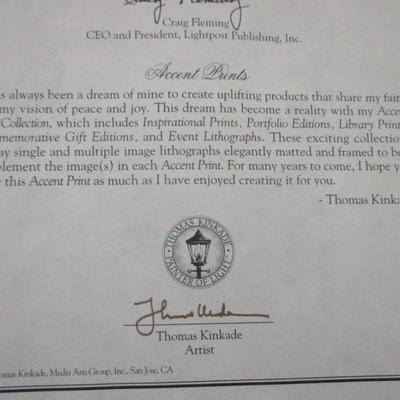 Craig Fleming
CEO and President, Lightpost Publishing, Inc.
Accent Prints
s always been a dream of mine to create uplifting products that share my fait
my vision of peace and joy. This dream has become a reality with my Acce
Collection, which includes Inspirational Prints, Portfolio Editions, Library Print
memorative Gift Editions, and Event Lithographs. These exciting collection
ay single and multiple image lithographs elegantly matted and framed to be
plement the image(s) in each Accent Print. For many years to come, I hope y
this Accent Print as much as I have enjoyed creating it for you.
- Thomas Kinka
THOMAS KINKADE
PAINTER OF LIGHT
Thomas Kinkade
Artist
omas Kinkade, Media Arts Group, Inc., San Jose, CA